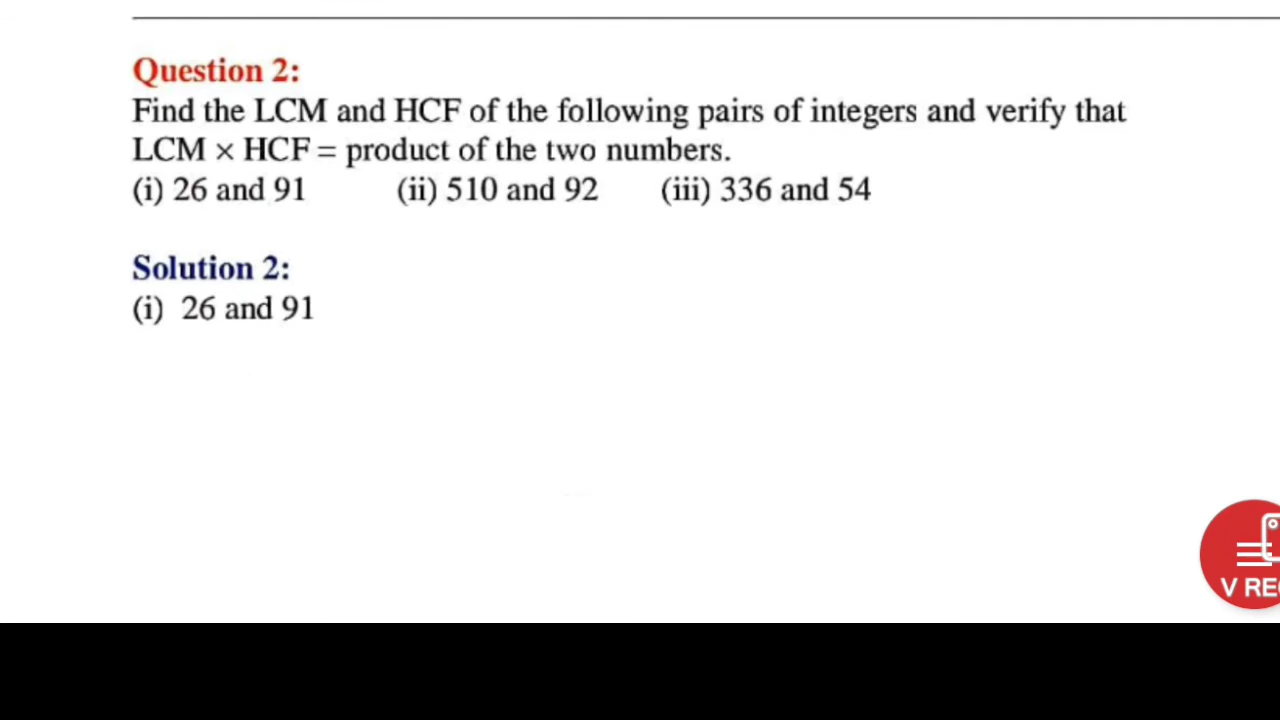 Question 2:
Find the LCM and HCF of the following pairs of integers and verify that
LCM × HCF = product of the two numbers.
(i) 26 and 91 (ii) 510 and 92 (iii) 336 and 54
Solution 2:
(i) 26 and 91
V REC